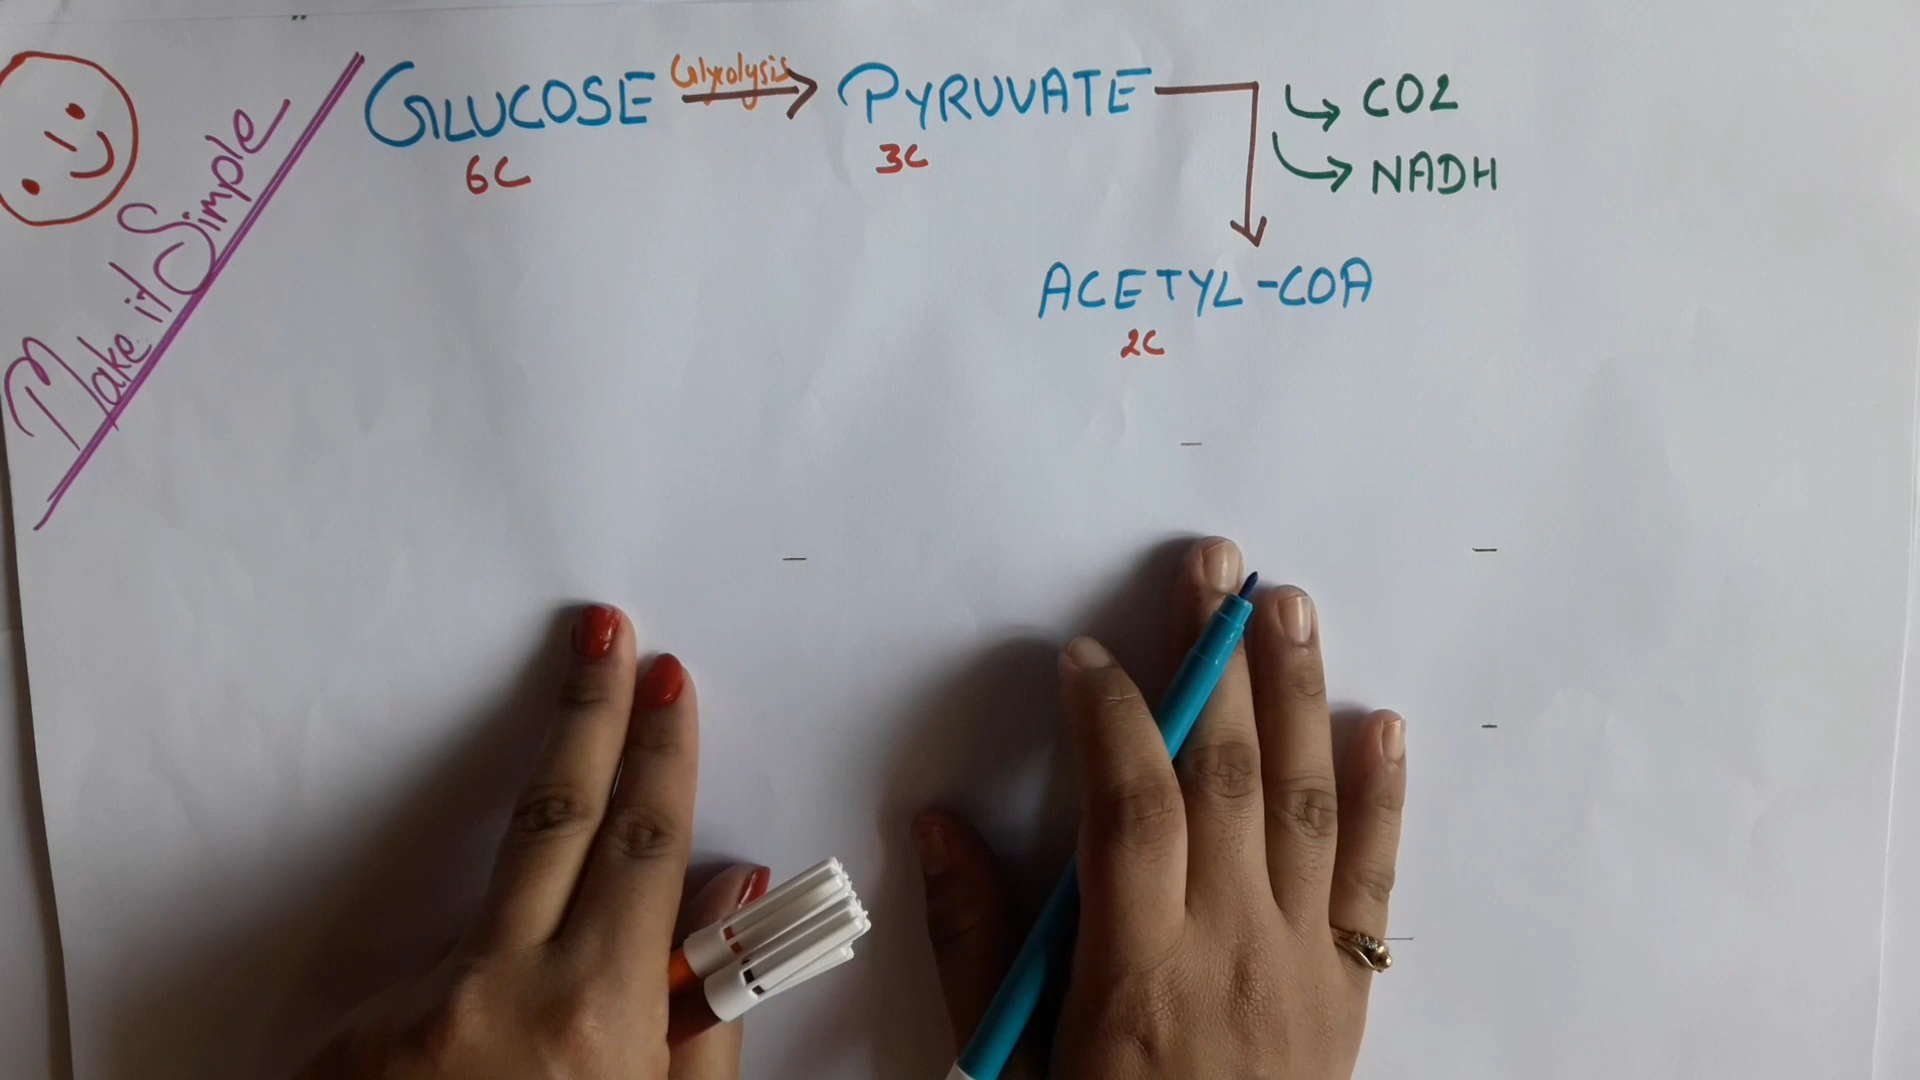 Make it Simple
GLUCOSE Glycolysis PYRUVATE CO2
6C 3C NADH
ACETYL-COA
2C